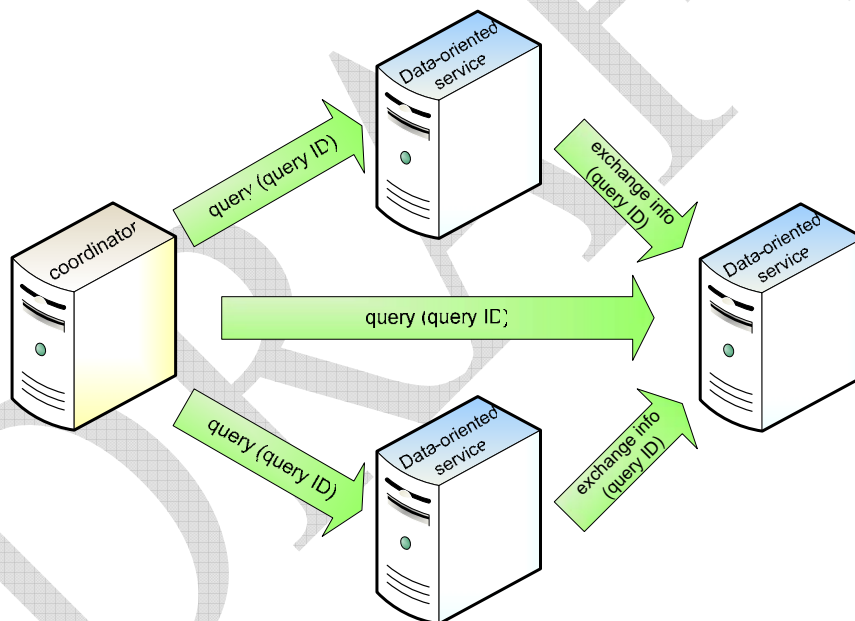 Data-oriented
service
query (query ID)
exchange info
(query ID)
coordinator
Data-oriented
service
query (query ID)
query (query ID)
Data-oriented
service
exchange info
(query ID)